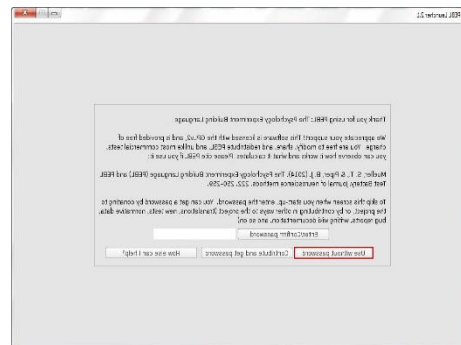 PEBL Launcher 2.1
Thank you for using PEBL: The Psychology Experiment Building Language
We appreciate your support! This software is licensed with the GPLv2, and is provided free of
charge. You are free to modify, share, and redistribute PEBL, and unlike most commercial tests,
you can observe how it works and what it calculates. Please cite PEBL if you use it:
Mueller, S. T., & Piper, B. J. (2014). The Psychology Experiment Building Language (PEBL) and PEBL
Test Battery. Journal of neuroscience methods, 222, 250-259.
To skip this screen when you start-up, enter the password. You can get a password by donating to
the project, or by contributing in other ways to the project (translations, new tests, normative data,
bug reports, writing wiki documentation, and so on)
Enter/Confirm password
Use without password
Contribute and get password
How else can I help?